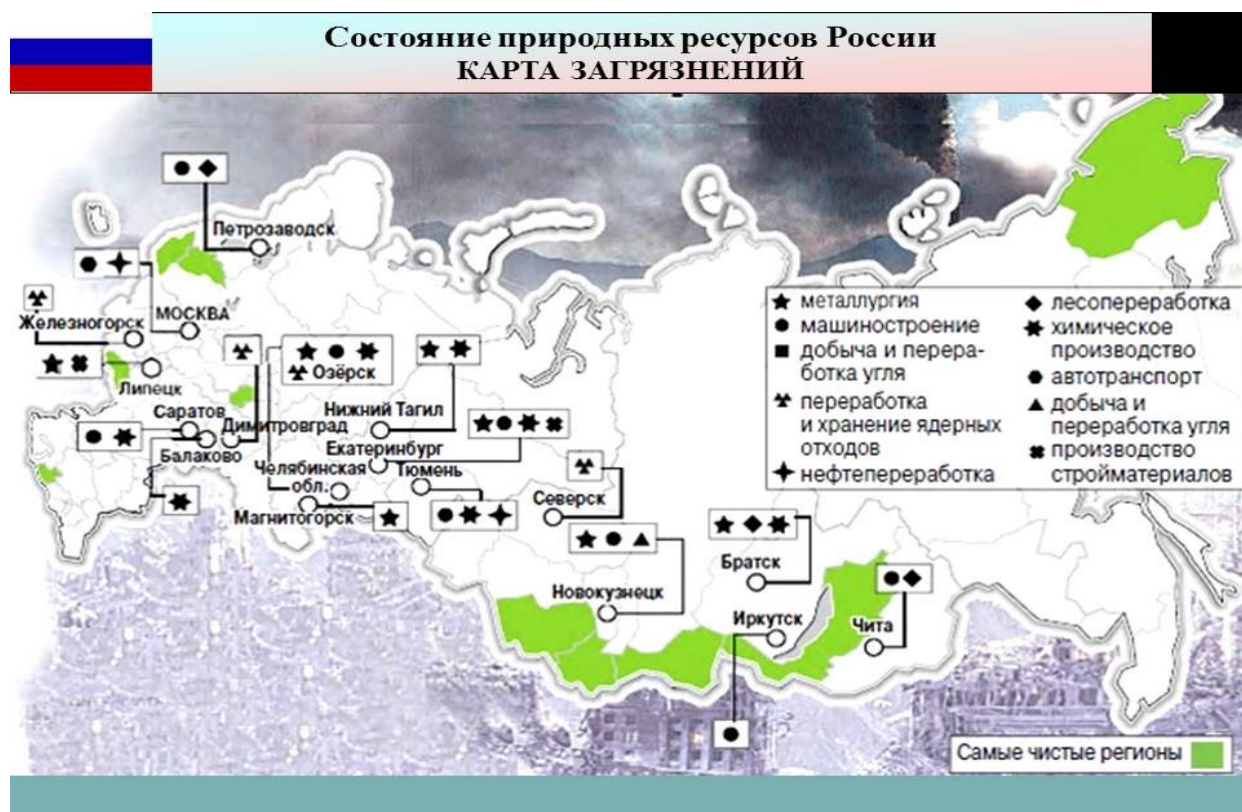 Состояние природных ресурсов России
КАРТА ЗАГРЯЗНЕНИЙ
Петрозаводск
МОСКВА
Железногорск
Липецк
Озёрск
Саратов
Димитровград
Балаково
Нижний Тагил
Екатеринбург
Тюмень
Челябинская
обл.
Магнитогорск
Северск
Новокузнецк
Братск
Иркутск
Чита
металлургия
машиностроение
добыча и перера-
ботка угля
переработка
и хранение ядерных
отходов
нефтепереработка
лесопереработка
химическое
производство
автотранспорт
добыча и
переработка угля
производство
стройматериалов
Самые чистые регионы